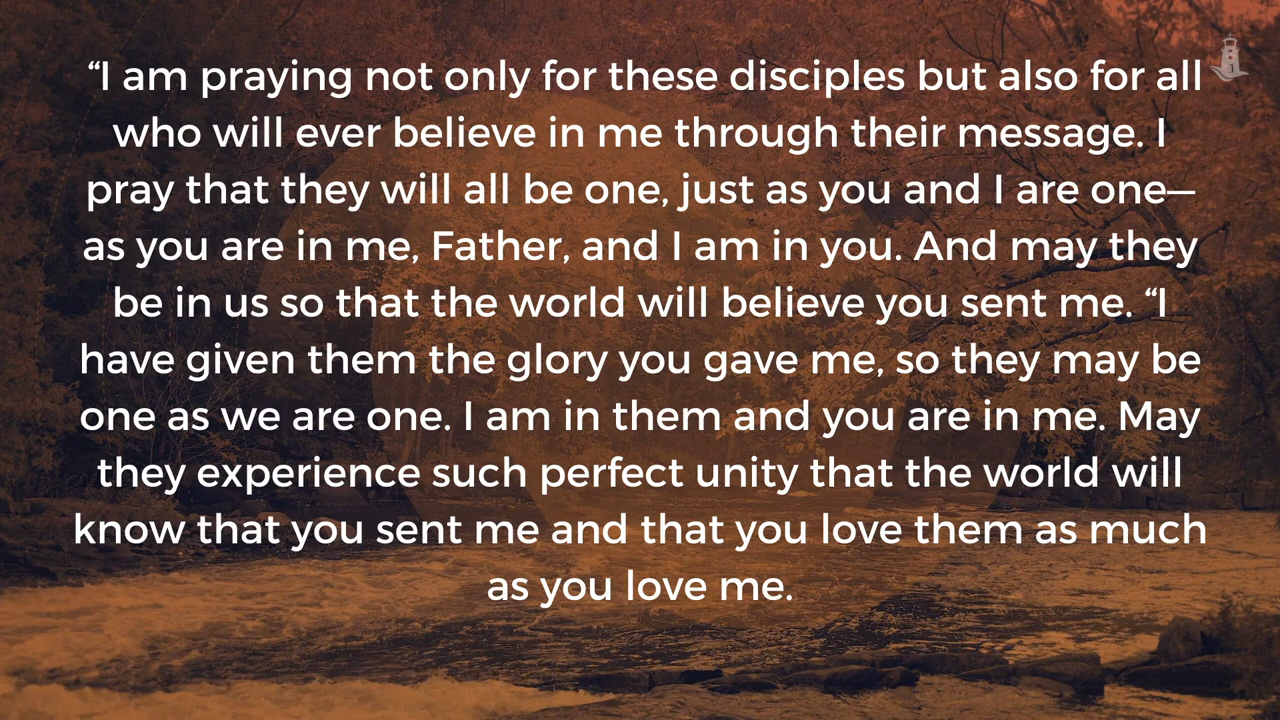 “I am praying not only for these disciples but also for all
who will ever believe in me through their message. I
pray that they will all be one, just as you and I are one—
as you are in me, Father, and I am in you. And may they
be in us so that the world will believe you sent me. “I
have given them the glory you gave me, so they may be
one as we are one. I am in them and you are in me. May
they experience such perfect unity that the world will
know that you sent me and that you love them as much
as you love me.